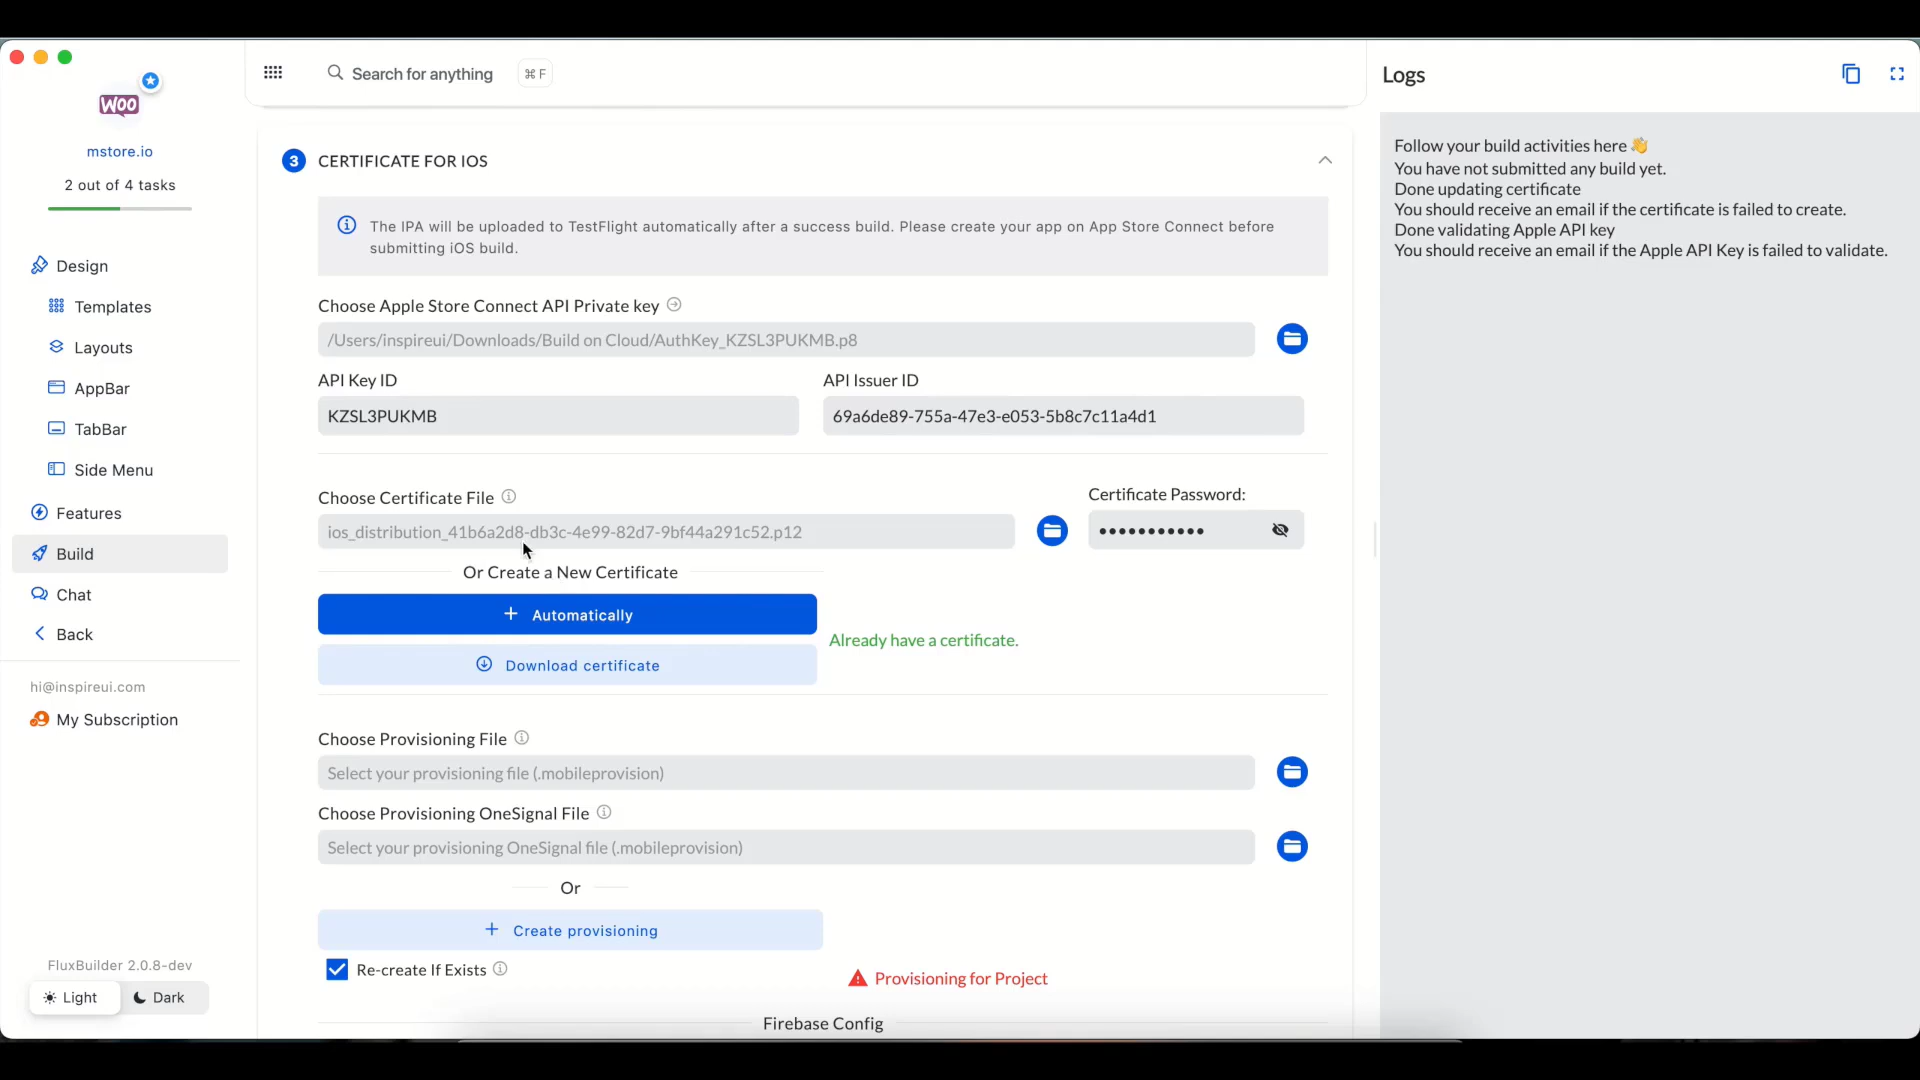 WOO
mstore.io
2 out of 4 tasks
Design
Templates
Layouts
AppBar
TabBar
Side Menu
Features
Build
Chat
Back
hi@inspireui.com
My Subscription
FluxBuilder 2.0.8-dev
Light
Dark
Search for anything
⌘ F
3 CERTIFICATE FOR IOS
The IPA will be uploaded to TestFlight automatically after a success build. Please create your app on App Store Connect before
submitting iOS build.
Choose Apple Store Connect API Private key
/Users/inspireui/Downloads/Build on Cloud/AuthKey_KZSL3PUKMB.p8
API Key ID
API Issuer ID
KZSL3PUKMB
69a6de89-755a-47e3-e053-5b8c7c11a4d1
Choose Certificate File
Certificate Password:
ios_distribution_41b6a2d8-db3c-4e99-82d7-9bf44a291c52.p12
•••••••••••
Or Create a New Certificate
+ Automatically
Already have a certificate.
Download certificate
Choose Provisioning File
Select your provisioning file (.mobileprovision)
Choose Provisioning OneSignal File
Select your provisioning OneSignal file (.mobileprovision)
Or
+ Create provisioning
Re-create If Exists
Provisioning for Project
Firebase Config
Logs
Follow your build activities here 👋
You have not submitted any build yet.
Done updating certificate
You should receive an email if the certificate is failed to create.
Done validating Apple API key
You should receive an email if the Apple API Key is failed to validate.